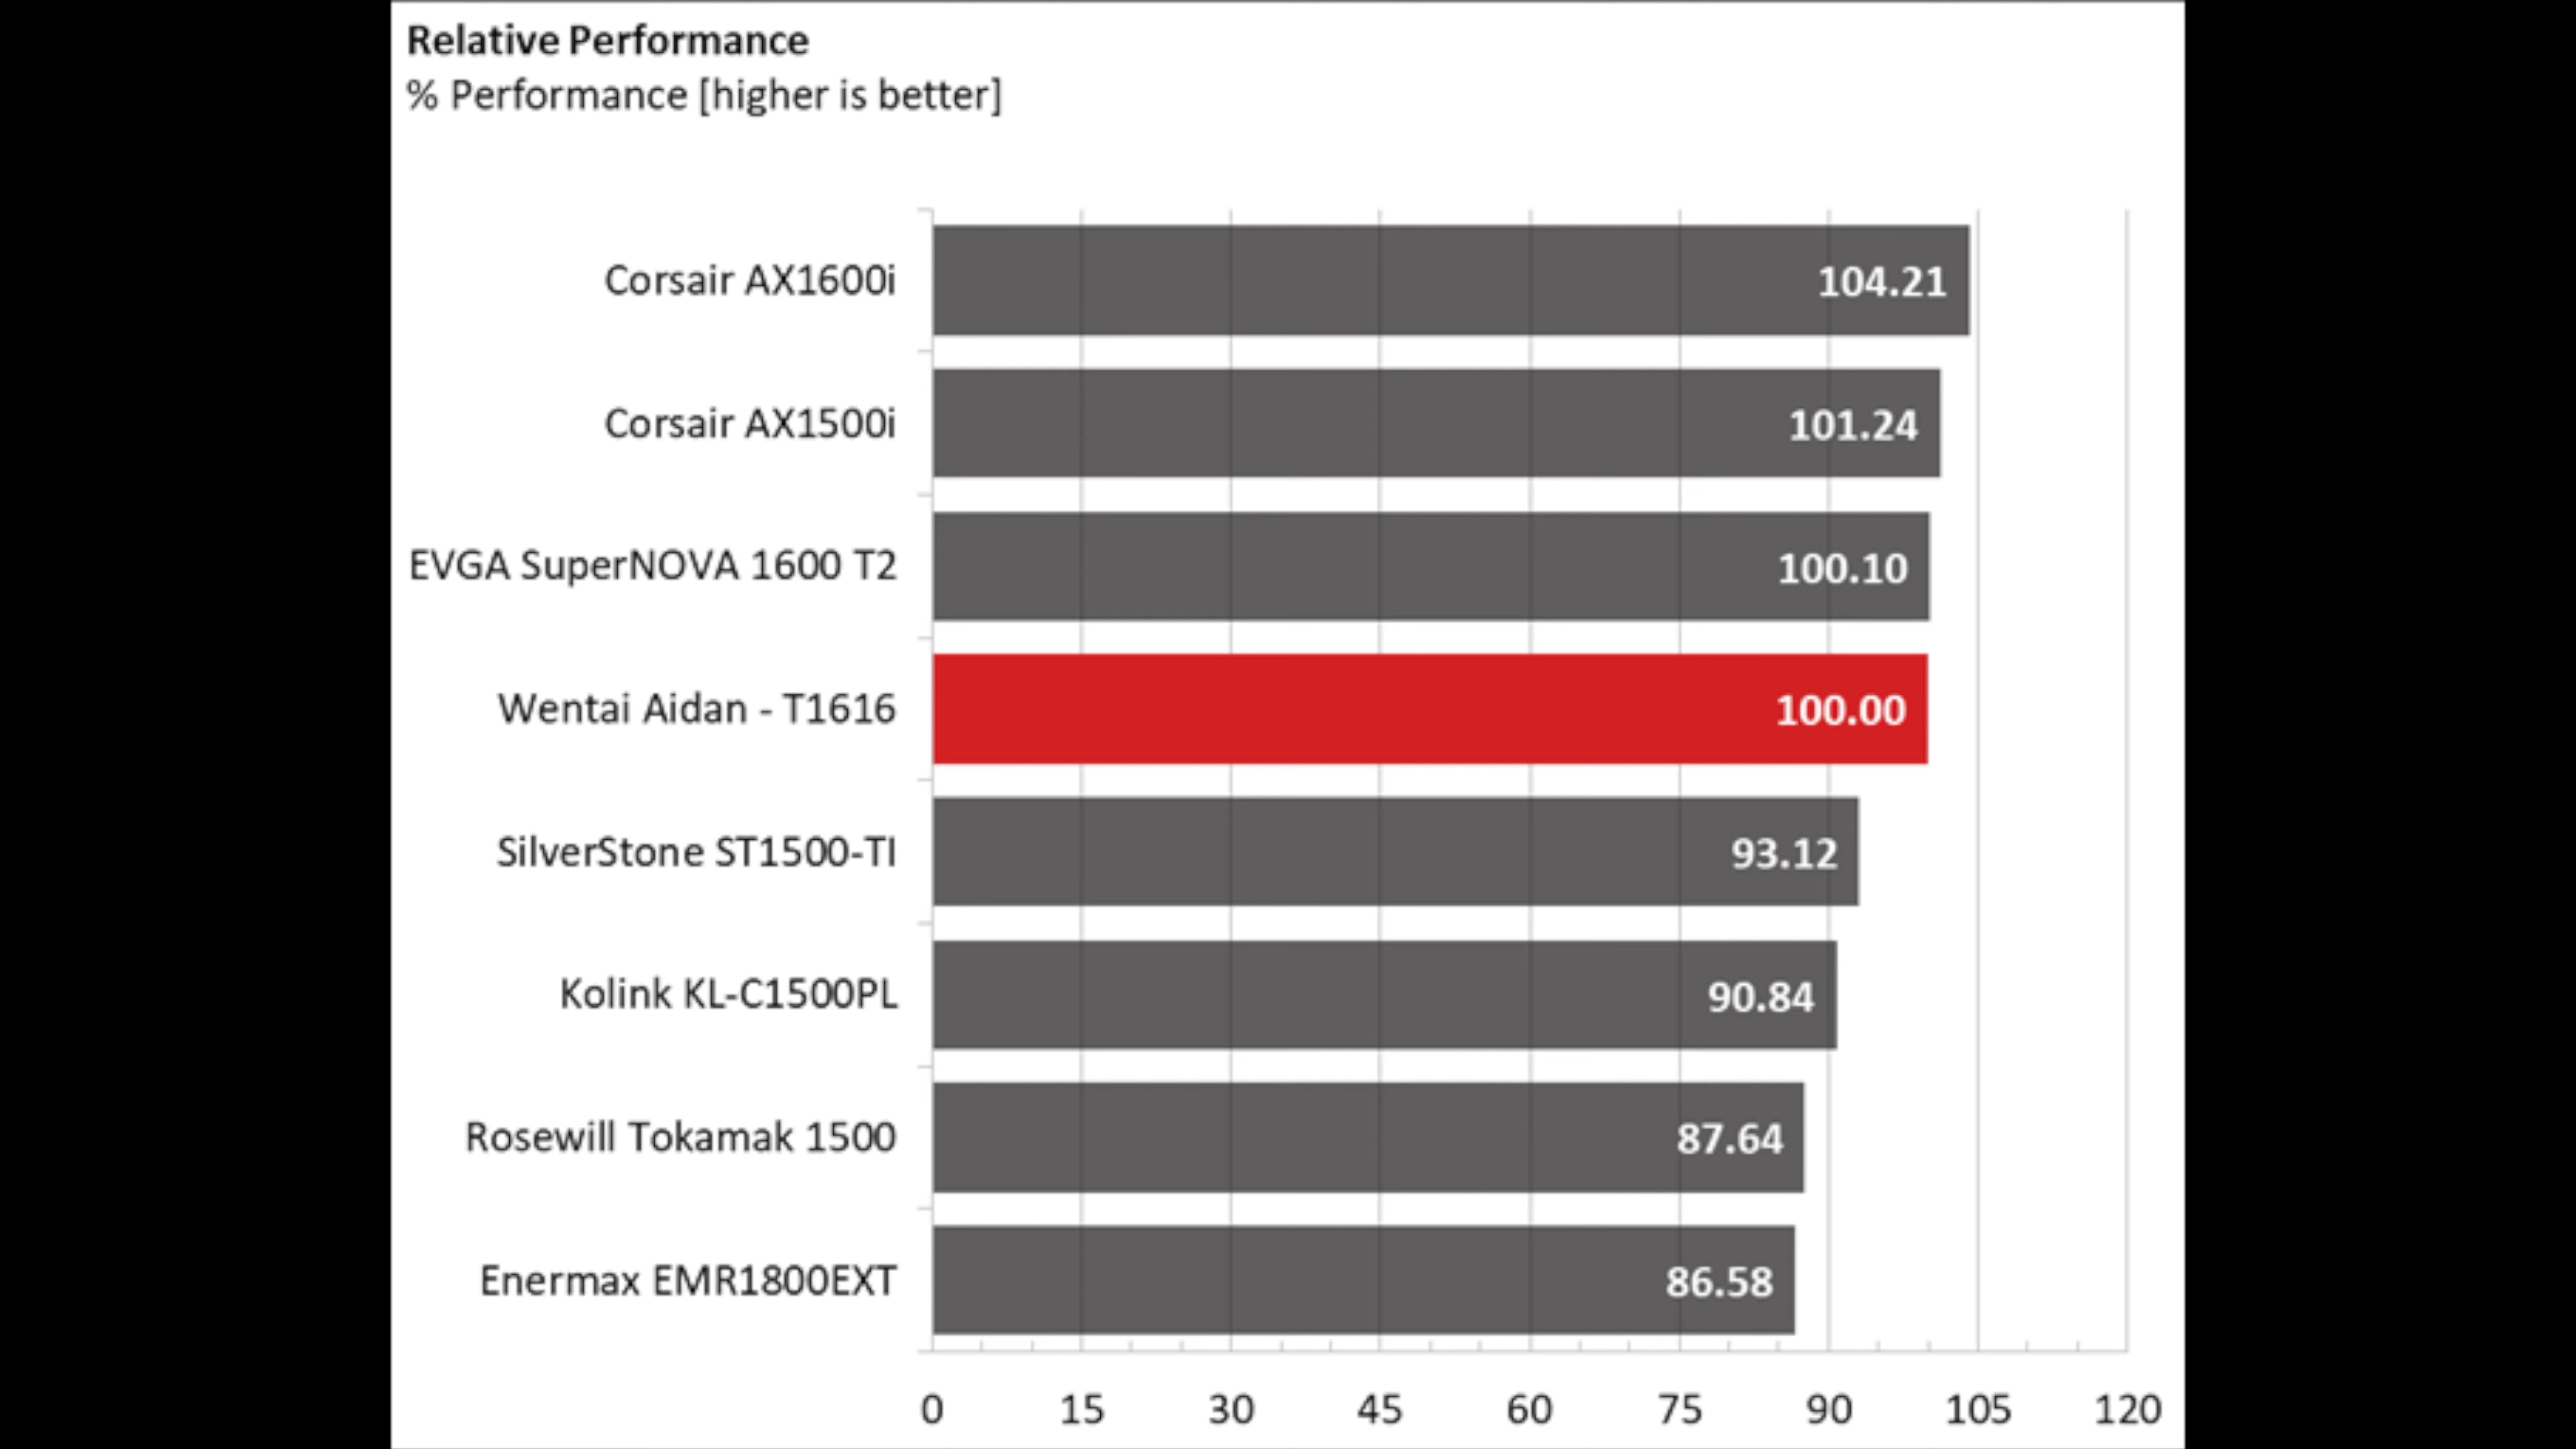 Relative Performance
% Performance [higher is better]
Corsair AX1600i 104.21
Corsair AX1500i 101.24
EVGA SuperNOVA 1600 T2 100.10
Wentai Aidan - T1616 100.00
SilverStone ST1500-TI 93.12
Kolink KL-C1500PL 90.84
Rosewill Tokamak 1500 87.64
Enermax EMR1800EXT 86.58
0 15 30 45 60 75 90 105 120